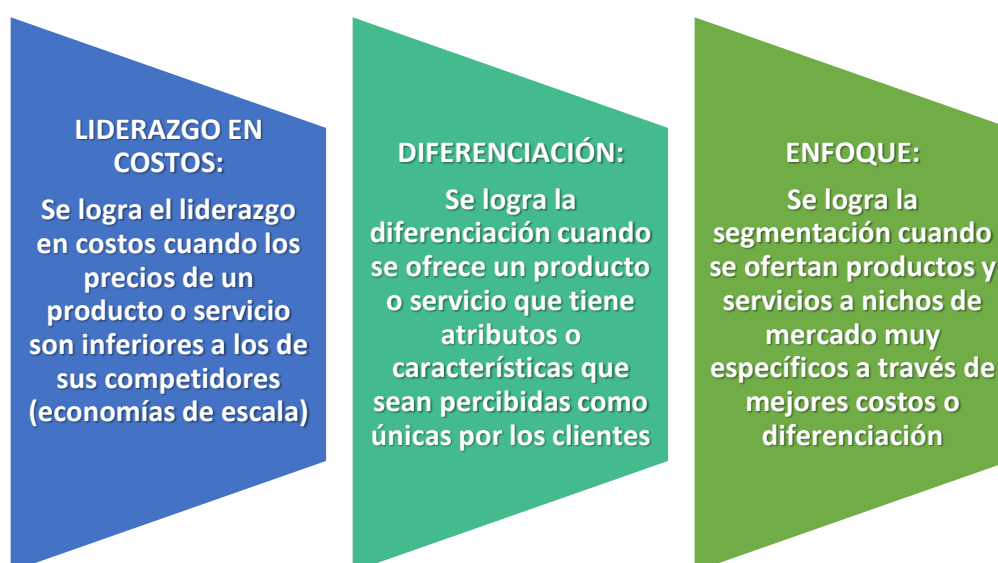 LIDERAZGO EN
COSTOS:
Se logra el liderazgo
en costos cuando los
precios de un
producto o servicio
son inferiores a los de
sus competidores
(economías de escala)
DIFERENCIACIÓN:
Se logra la
diferenciación cuando
se ofrece un producto
o servicio que tiene
atributos o
características que
sean percibidas como
únicas por los clientes
ENFOQUE:
Se logra la
segmentación cuando
se ofertan productos y
servicios a nichos de
mercado muy
específicos a través de
mejores costos o
diferenciación